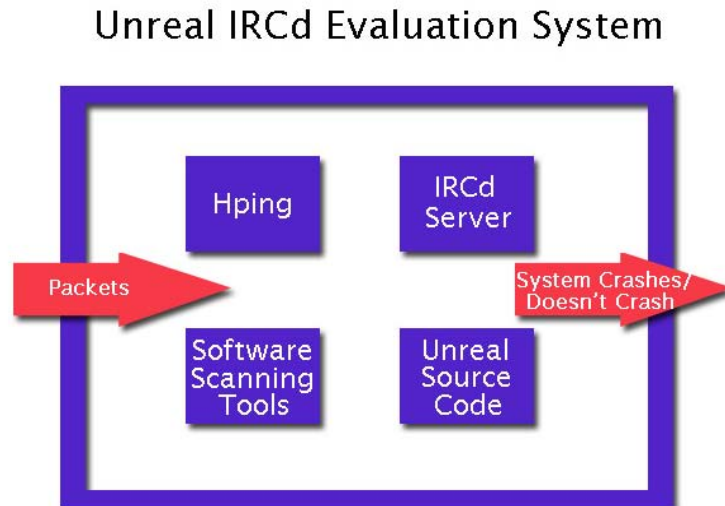 Unreal IRCd Evaluation System
Hping
IRCd
Server
Packets
System Crashes/
Doesn't Crash
Software
Scanning
Tools
Unreal
Source
Code